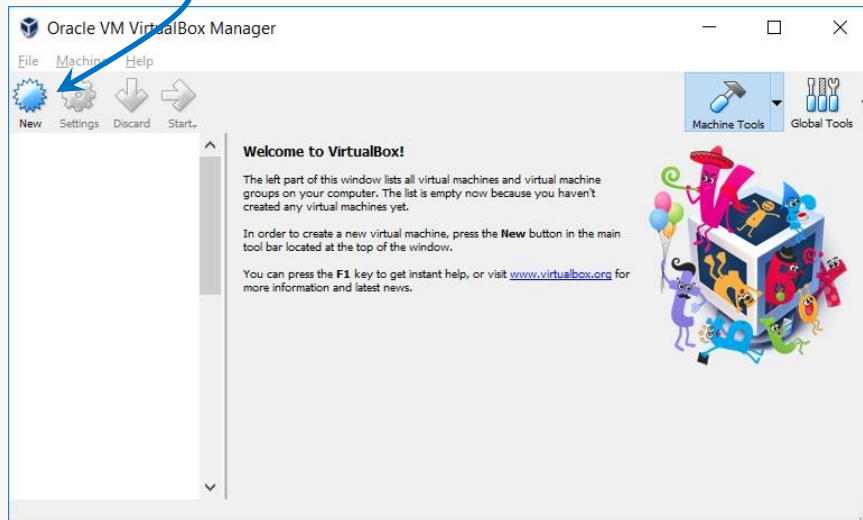 Oracle VM VirtualBox Manager
File Machine Help
New Settings Discard Start
Machine Tools Global Tools
Welcome to VirtualBox!
The left part of this window lists all virtual machines and virtual machine
groups on your computer. The list is empty now because you haven't
created any virtual machines yet.
In order to create a new virtual machine, press the New button in the main
tool bar located at the top of the window.
You can press the F1 key to get instant help, or visit www.virtualbox.org for
more information and latest news.